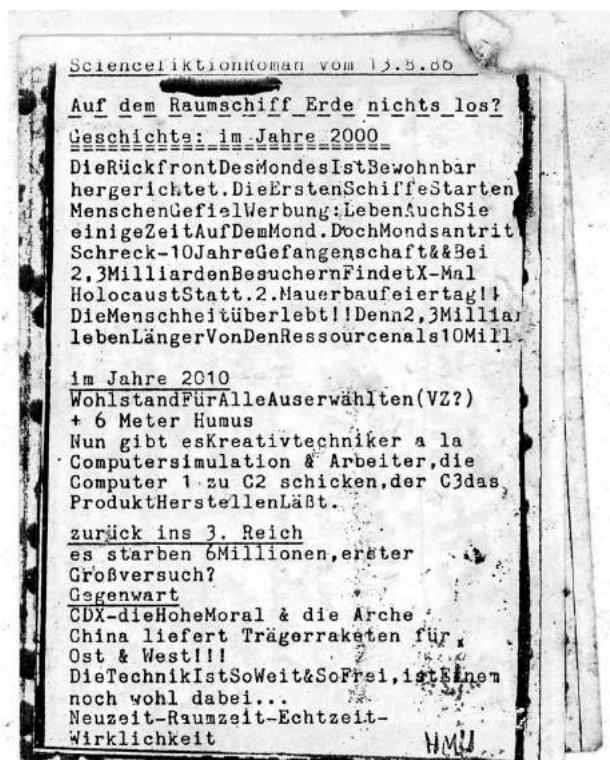 ScienceFiktionRoman vom 13.8.86
Auf dem Raumschiff Erde nichts los?
Geschichte: im Jahre 2000
DieRückfrontDesMondesIstBewohnbar
hergerichtet.DieErstenSchiffeStarten
MenschenGefielWerbung:LebenAuchSie
einigeZeitAufDemMond.DochMondsantrit
Schreck-10JahreGefangenschaft&&Bei
2,3MilliardenBesuchernFindetX-Mal
HolocaustStatt.2.Mauerbaufeiertag!!
DieMenschheitüberlebt!!Denn2,3Milliar
lebenLängerVonDenRessourcenals10Mill
im Jahre 2010
WohlstandFürAlleAuserwählten(VZ?)
+ 6 Meter Humus
Nun gibt esKreativtechniker a la
Computersimulation & Arbeiter,die
Computer 1 zu C2 schicken,der C3das
ProduktHerstellenLäßt.
zurück ins 3. Reich
es starben 6Millionen,erster
Großversuch?
Gegenwart
CDX-dieHoheMoral & die Arche
China liefert Trägerraketen für
Ost & West!!!
DieTechnikIstSoWeit&SoFrei,istEinem
noch wohl dabei...
Neuzeit-Raumzeit-Echtzeit-
Wirklichkeit
HMU